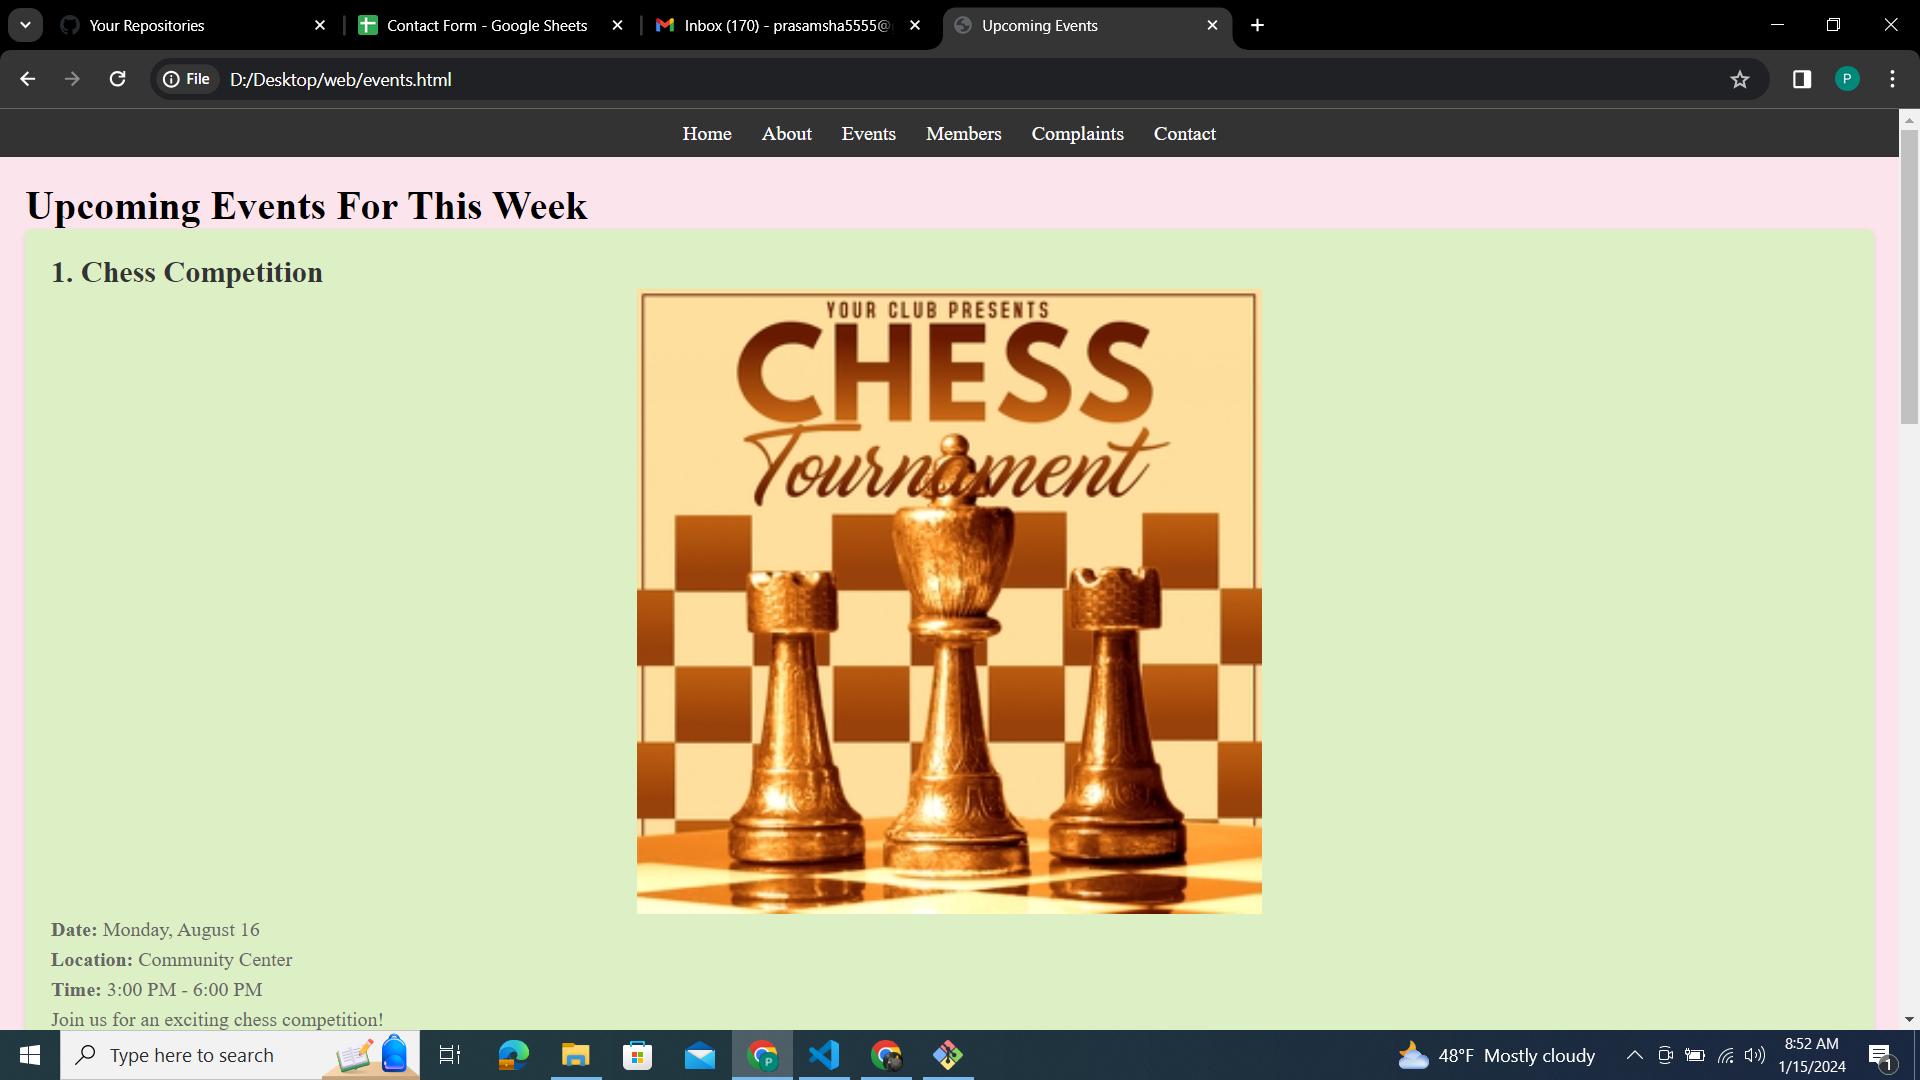 Your Repositories
Contact Form - Google Sheets
Inbox (170) - prasamsha5555@
Upcoming Events
File
D:/Desktop/web/events.html
P
Home About Events Members Complaints Contact
Upcoming Events For This Week
1. Chess Competition
YOUR CLUB PRESENTS
CHESS
Tournament
Date: Monday, August 16
Location: Community Center
Time: 3:00 PM - 6:00 PM
Join us for an exciting chess competition!
Type here to search
P
48°F Mostly cloudy
8:52 AM
1/15/2024
1